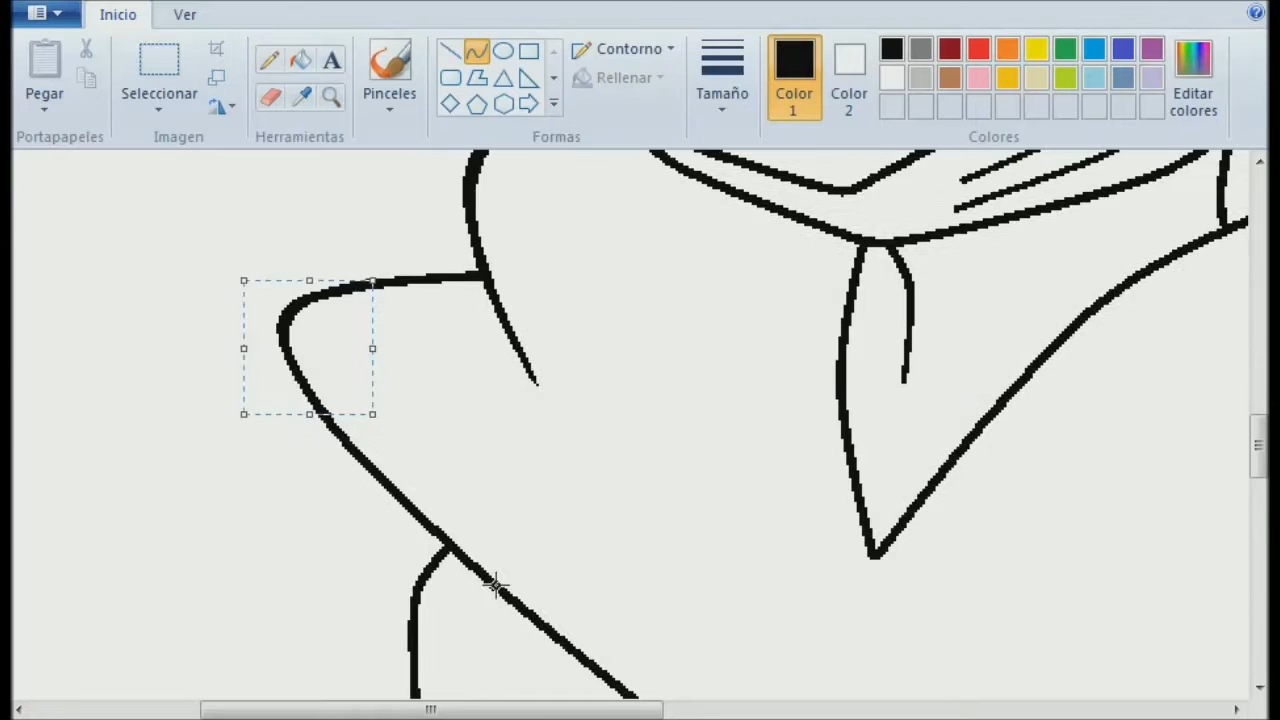 Inicio Ver
Pegar Seleccionar A Pinceles Contorno Rellenar Tamaño Color 1 Color 2 Editar colores
Portapapeles Imagen Herramientas Formas Colores